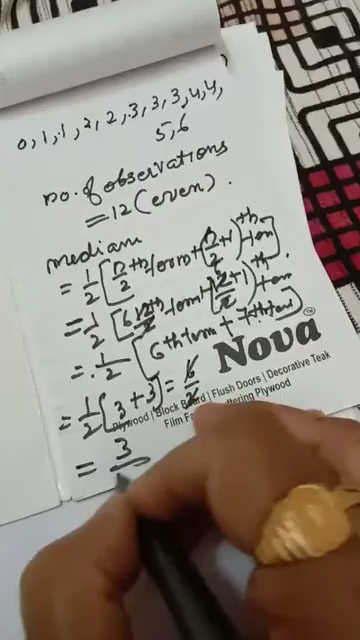 0, 1, 1, 2, 2, 3, 3, 3, 4, 4,
5, 6
no. of observations
= 12 (even).
median
= 1/2 [n/2 th term + (n/2 + 1)th term]
= 1/2 [12/2 th term + (12/2 + 1)th term]
= 1/2 [6th term + 7th term]
Nova
= 1/2 [3 + 3] = 6/2
Plywood | Block Board | Flush Doors | Decorative Teak
Film Plywood
= 3